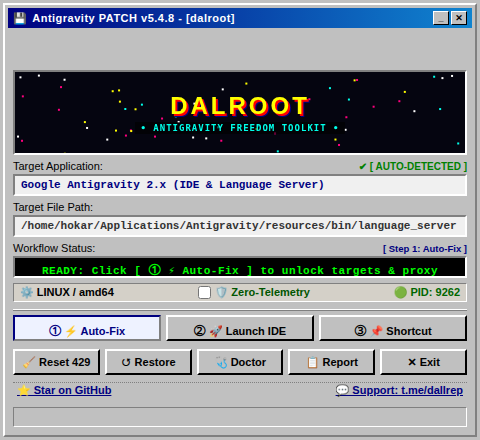 Antigravity PATCH v5.4.8 - [dalroot]
DALROOT
• ANTIGRAVITY FREEDOM TOOLKIT •
Target Application: ✔ [ AUTO-DETECTED ]
Google Antigravity 2.x (IDE & Language Server)
Target File Path:
/home/hokar/Applications/Antigravity/resources/bin/language_server
Workflow Status: [ Step 1: Auto-Fix ]
READY: Click [ ① ⚡ Auto-Fix ] to unlock targets & proxy
LINUX / amd64 Zero-Telemetry PID: 9262
① ⚡ Auto-Fix ② 🚀 Launch IDE ③ 📌 Shortcut
🧹 Reset 429 ↺ Restore 🩺 Doctor 📋 Report ✕ Exit
⭐ Star on GitHub 💬 Support: t.me/dallrep